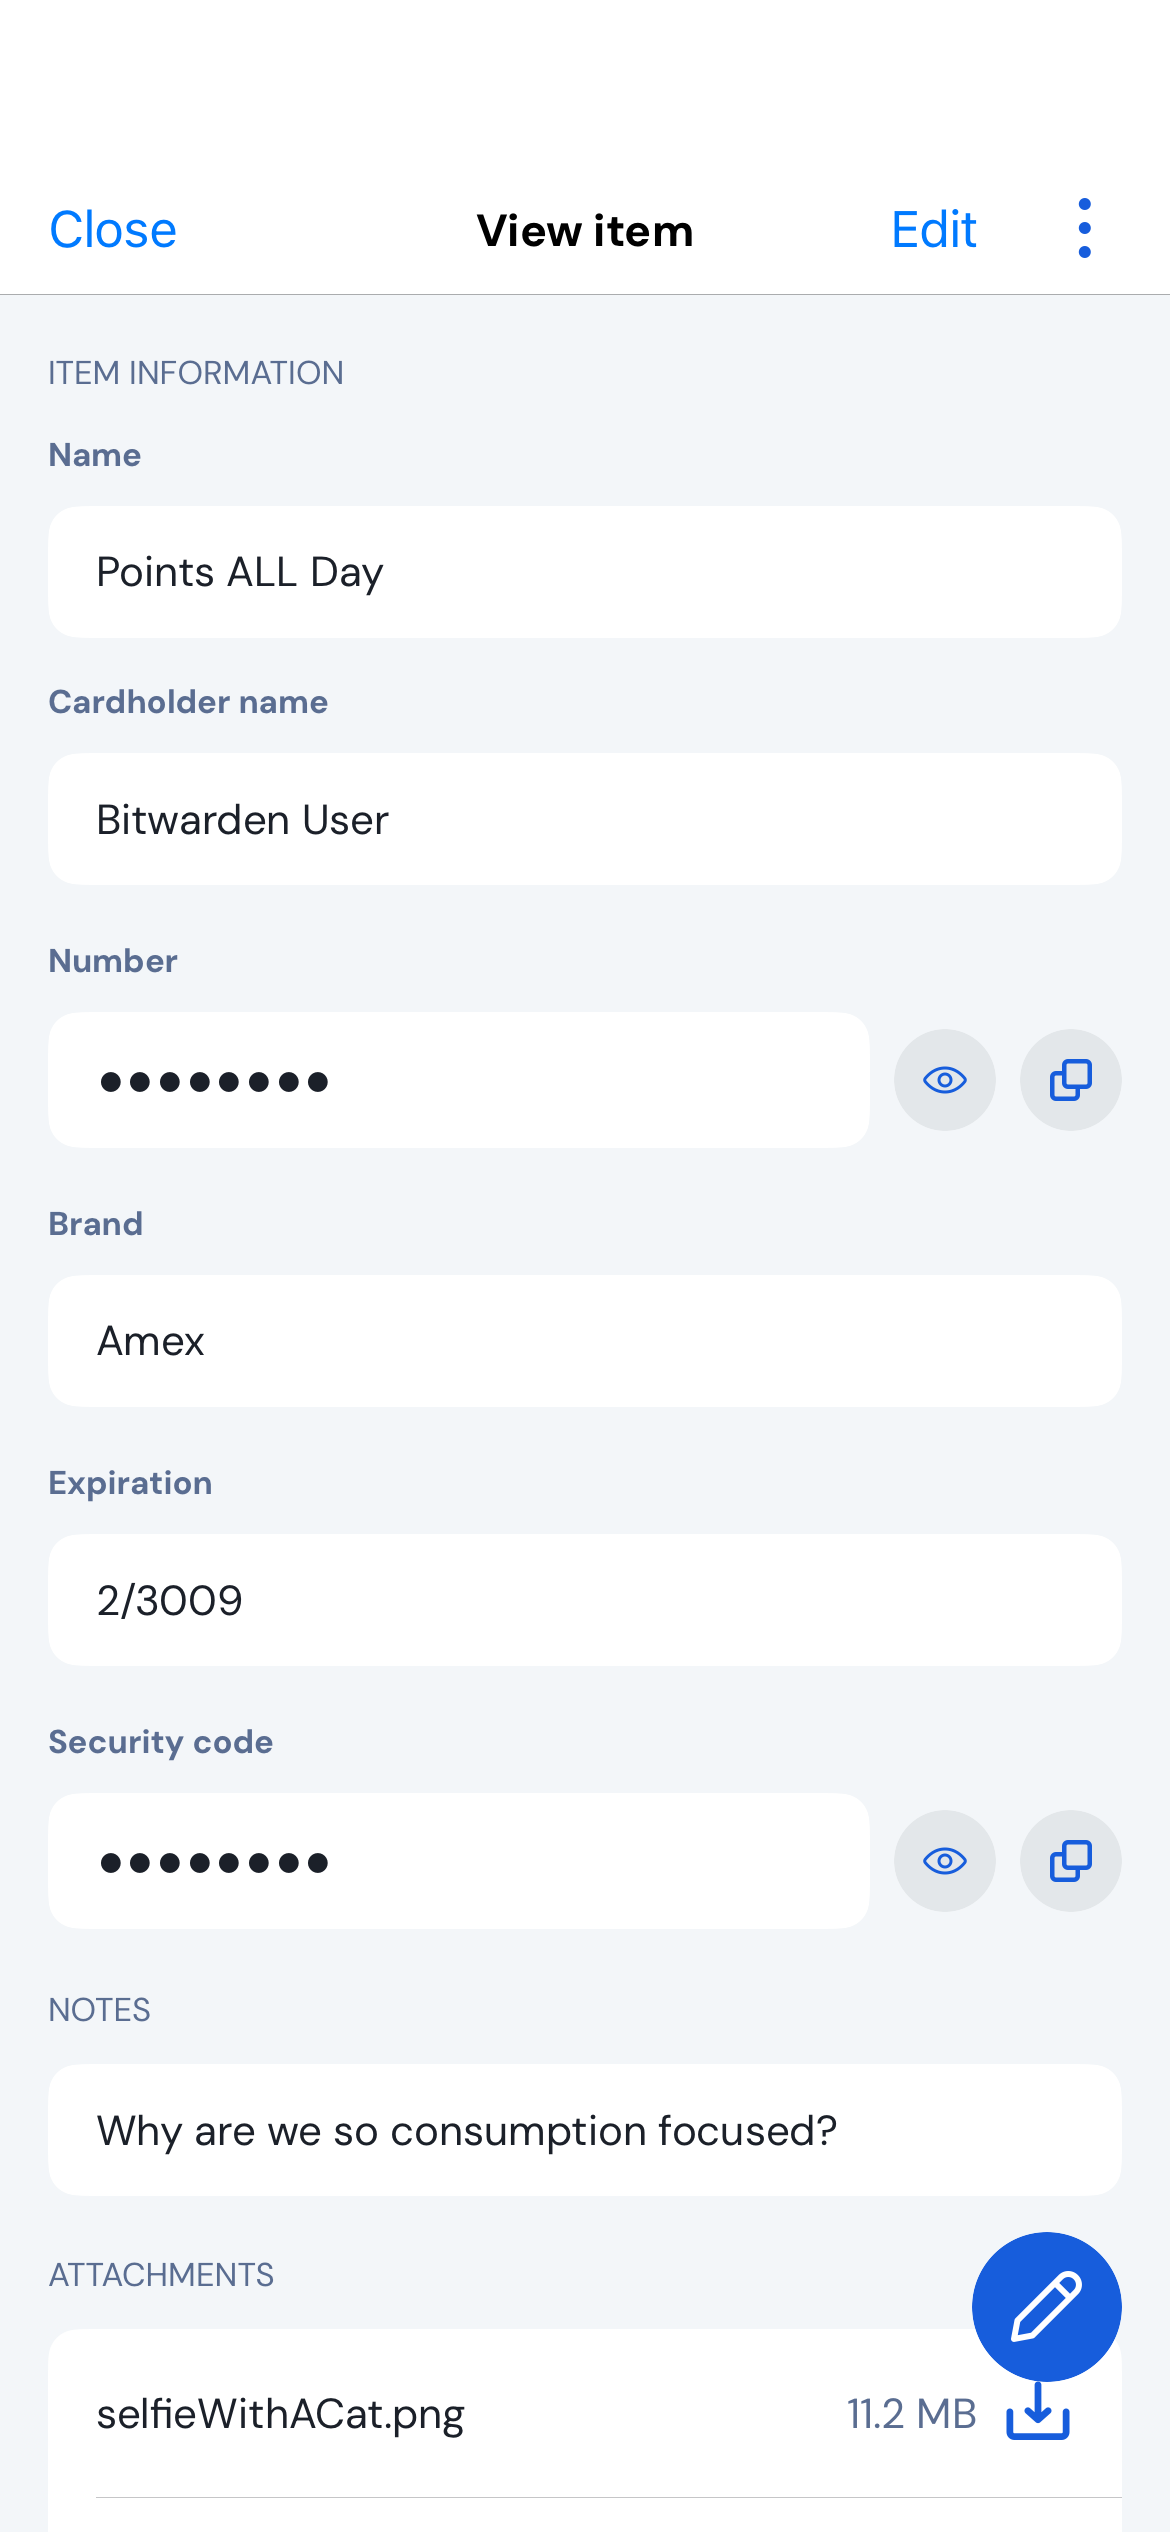 Close
View item
Edit
ITEM INFORMATION
Name
Points ALL Day
Cardholder name
Bitwarden User
Number
●●●●●●●●
Brand
Amex
Expiration
2/3009
Security code
●●●●●●●●
NOTES
Why are we so consumption focused?
ATTACHMENTS
selfieWithACat.png 11.2 MB